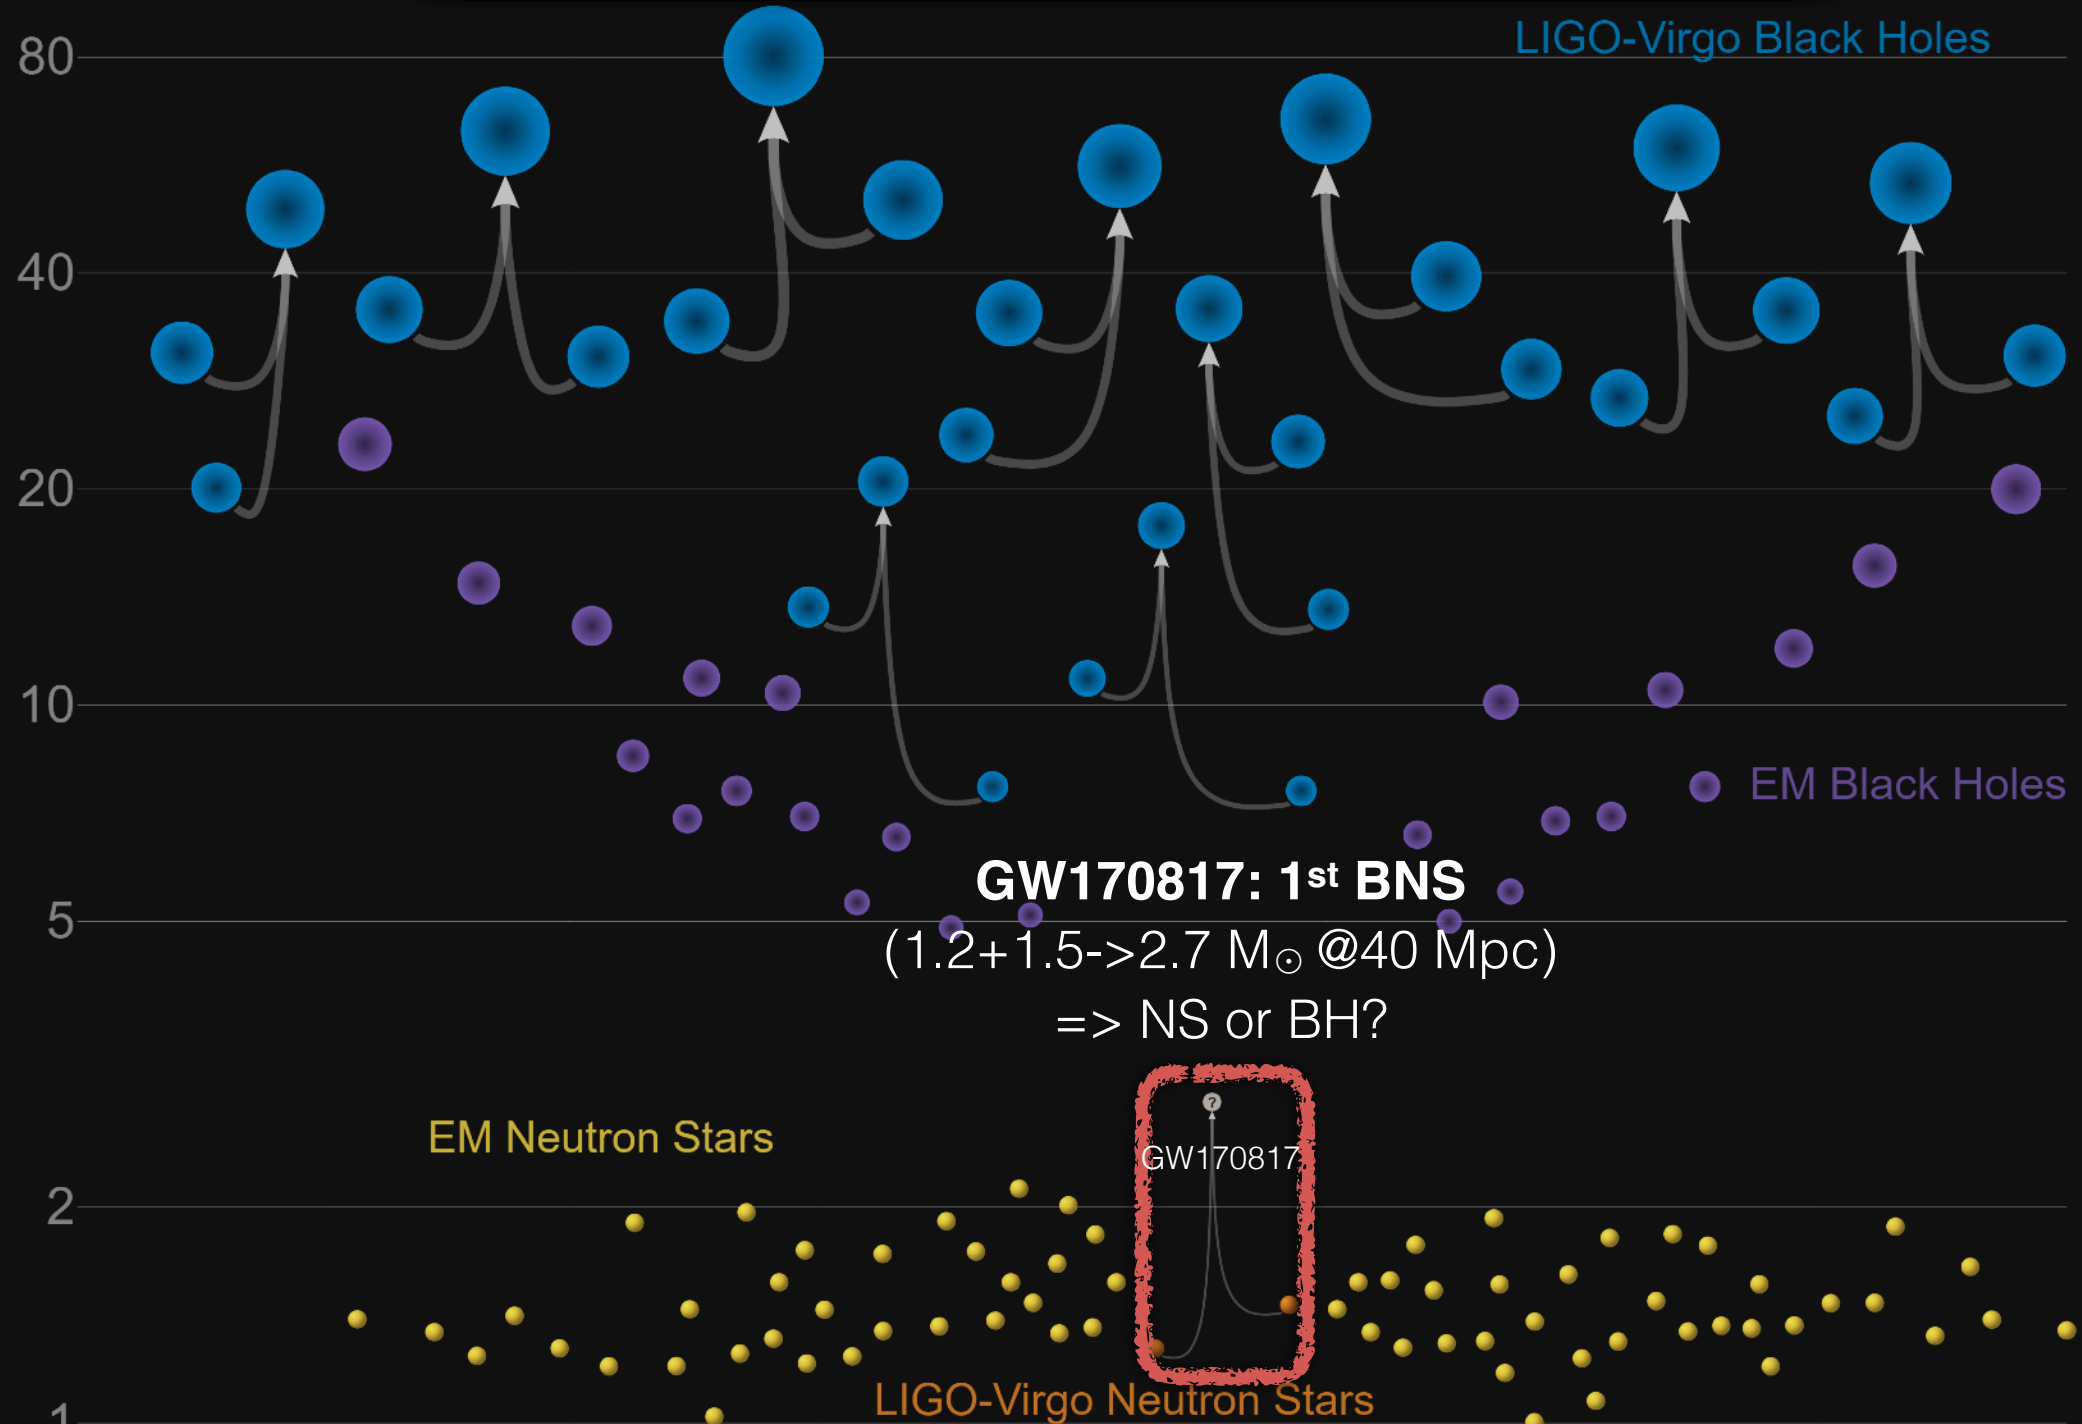 LIGO-Virgo Black Holes
80
40
20
10
EM Black Holes
GW170817: 1st BNS
5
(1.2+1.5->2.7 M☉ @40 Mpc)
=> NS or BH?
?
EM Neutron Stars
GW170817
2
LIGO-Virgo Neutron Stars
1